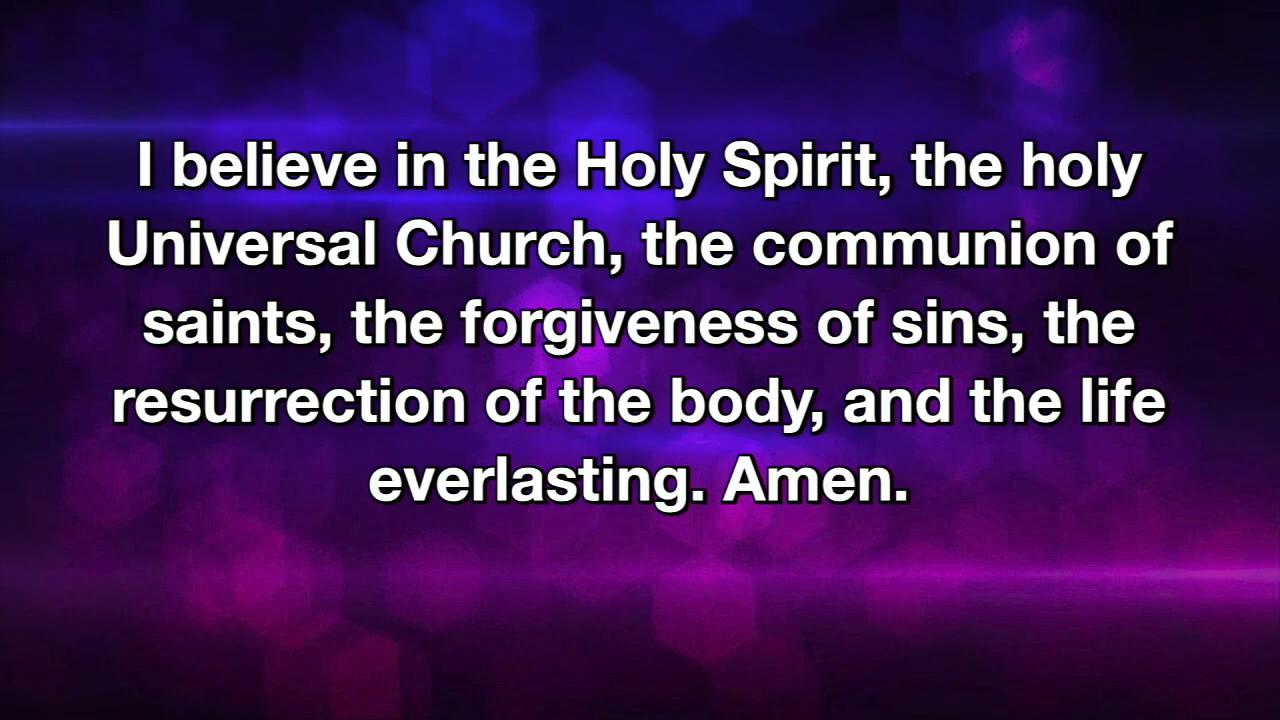 I believe in the Holy Spirit, the holy
Universal Church, the communion of
saints, the forgiveness of sins, the
resurrection of the body, and the life
everlasting. Amen.